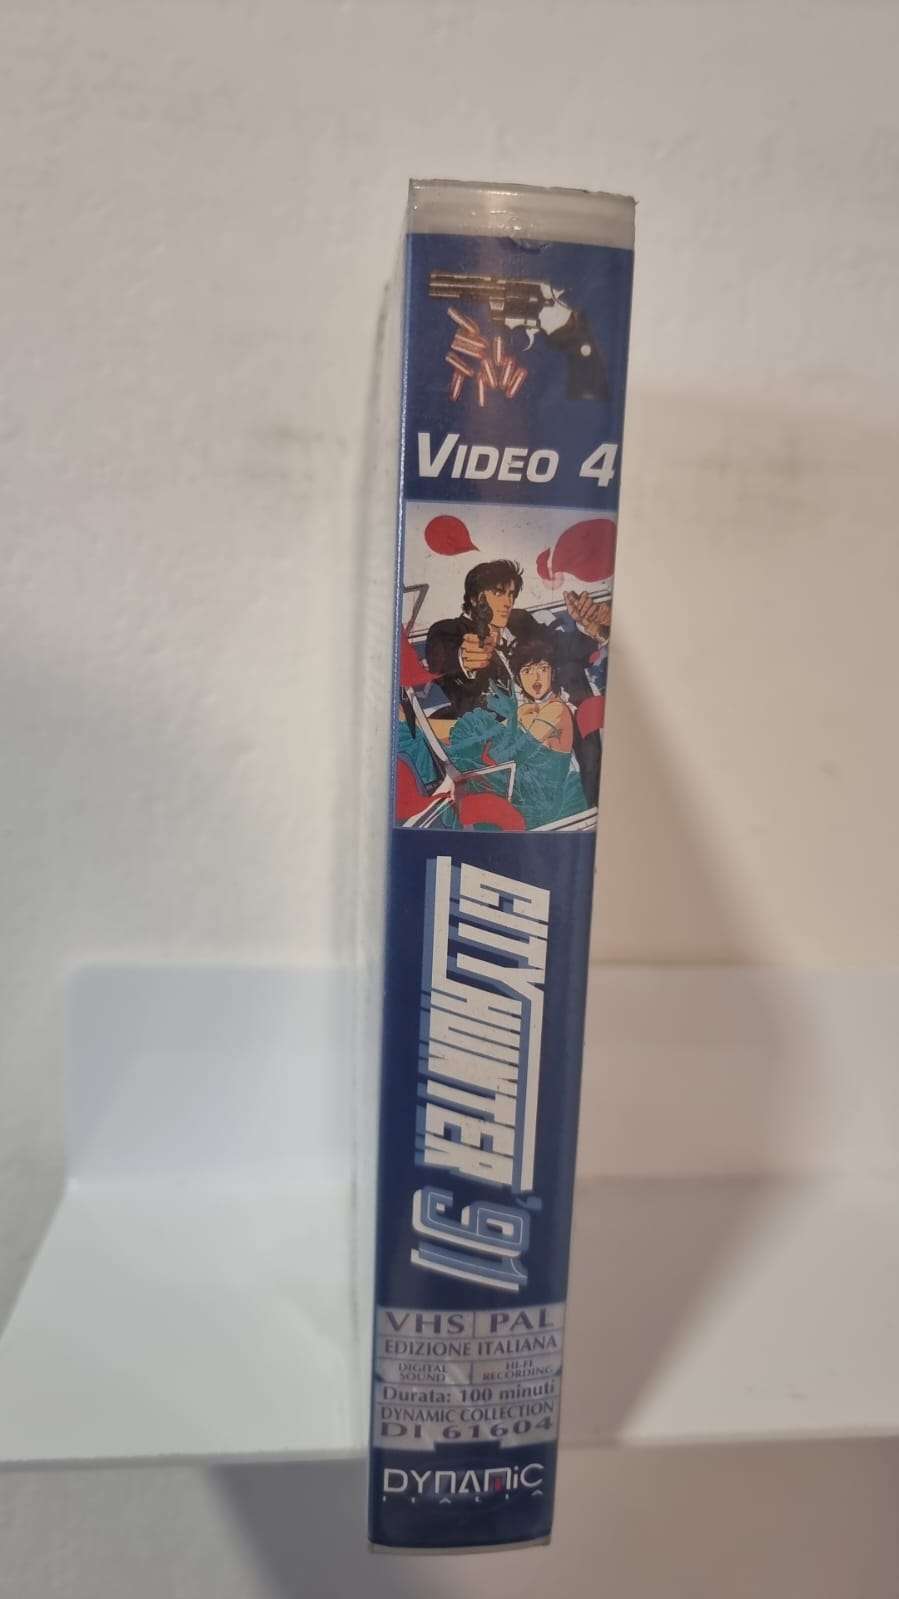 VIDEO 4
CITY HUNTER '91
VHS PAL
EDIZIONE ITALIANA
DIGITAL SOUND
HI-FI RECORDING
Durata: 100 minuti
DYNAMIC COLLECTION
DI 61604
DYNAMiC
ITALIA